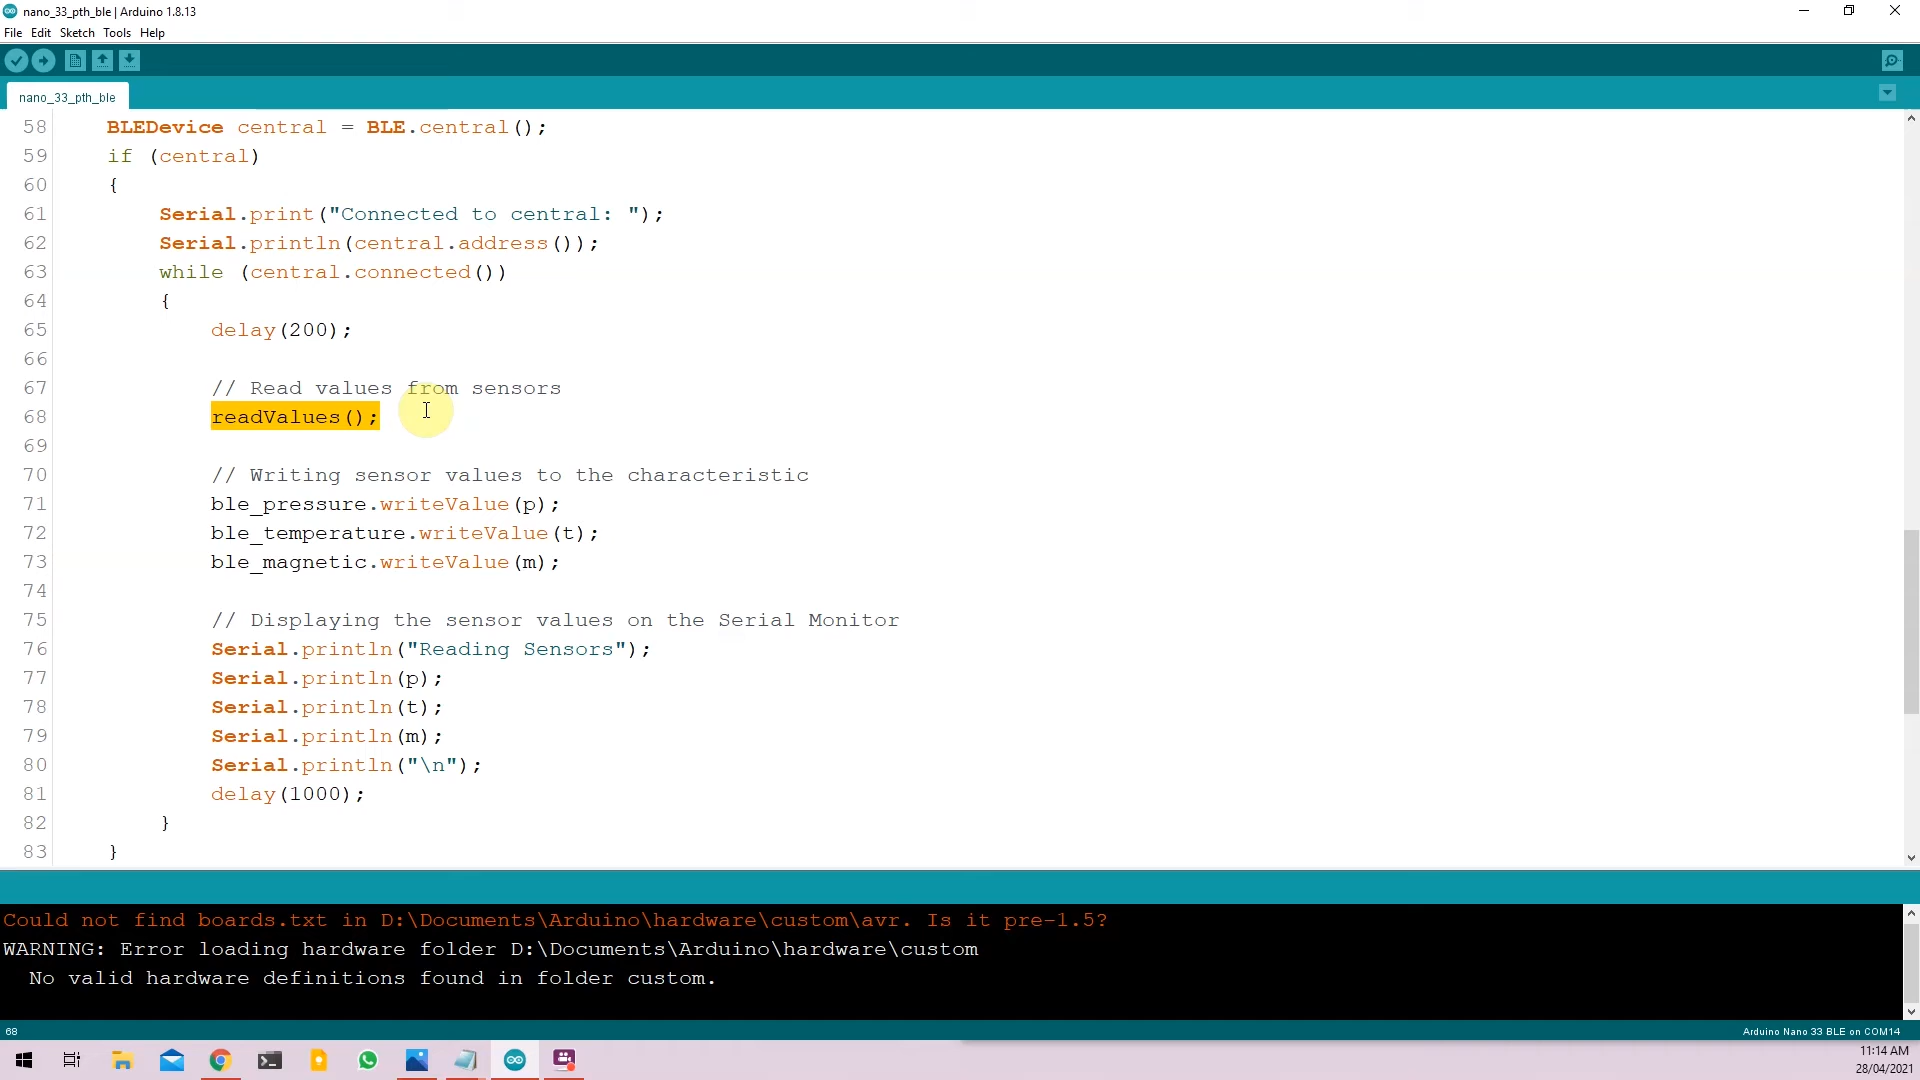 nano_33_pth_ble | Arduino 1.8.13
File Edit Sketch Tools Help
nano_33_pth_ble
58 BLEDevice central = BLE.central();
59 if (central)
60 {
61 Serial.print("Connected to central: ");
62 Serial.println(central.address());
63 while (central.connected())
64 {
65 delay(200);
66
67 // Read values from sensors
68 readValues();
69
70 // Writing sensor values to the characteristic
71 ble_pressure.writeValue(p);
72 ble_temperature.writeValue(t);
73 ble_magnetic.writeValue(m);
74
75 // Displaying the sensor values on the Serial Monitor
76 Serial.println("Reading Sensors");
77 Serial.println(p);
78 Serial.println(t);
79 Serial.println(m);
80 Serial.println("\n");
81 delay(1000);
82 }
83 }
Could not find boards.txt in D:\Documents\Arduino\hardware\custom\avr. Is it pre-1.5?
WARNING: Error loading hardware folder D:\Documents\Arduino\hardware\custom
No valid hardware definitions found in folder custom.
68 Arduino Nano 33 BLE on COM14
11:14 AM
28/04/2021